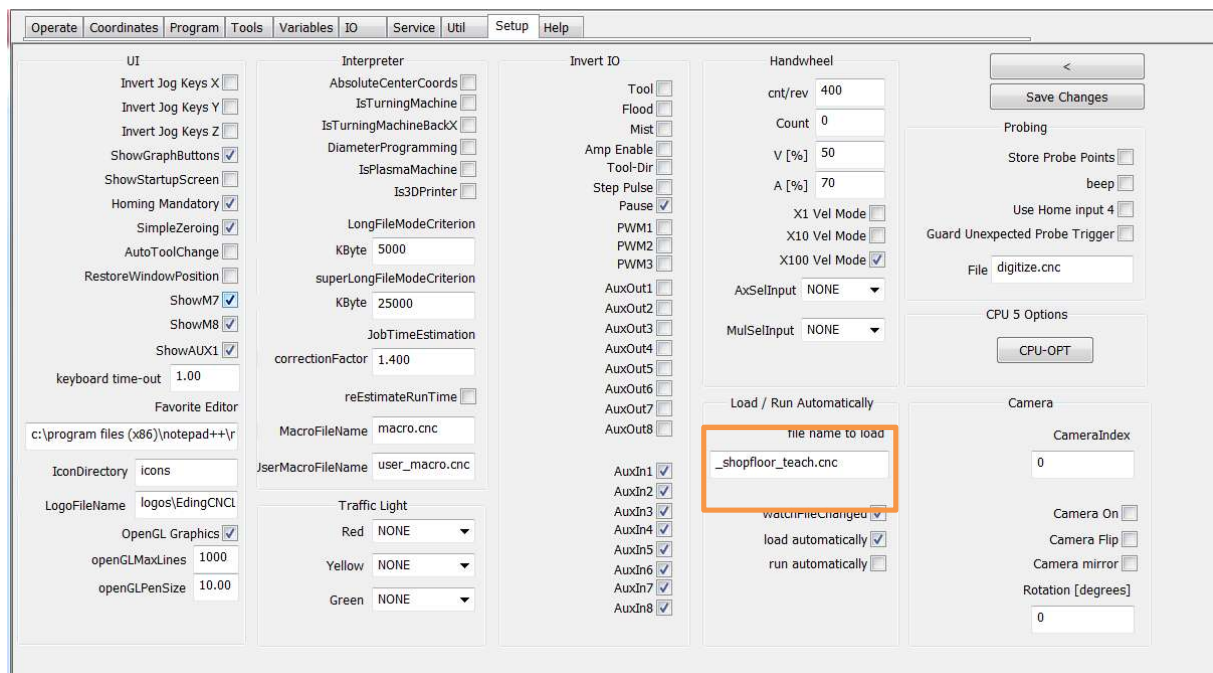 Operate Coordinates Program Tools Variables IO Service Util Setup Help
UI
Invert Jog Keys X
Invert Jog Keys Y
Invert Jog Keys Z
ShowGraphButtons
ShowStartupScreen
Homing Mandatory
SimpleZeroing
AutoToolChange
RestoreWindowPosition
ShowM7
ShowM8
ShowAUX1
keyboard time-out 1.00
Favorite Editor
c:\program files (x86)\notepad++\r
IconDirectory icons
LogoFileName logos\EdingCNCL
OpenGL Graphics
openGLMaxLines 1000
openGLPenSize 10.00
Interpreter
AbsoluteCenterCoords
IsTurningMachine
IsTurningMachineBackX
DiameterProgramming
IsPlasmaMachine
Is3DPrinter
LongFileModeCriterion
KByte 5000
superLongFileModeCriterion
KByte 25000
JobTimeEstimation
correctionFactor 1.400
reEstimateRunTime
MacroFileName macro.cnc
UserMacroFileName user_macro.cnc
Traffic Light
Red NONE
Yellow NONE
Green NONE
Invert IO
Tool
Flood
Mist
Amp Enable
Tool-Dir
Step Pulse
Pause
PWM1
PWM2
PWM3
AuxOut1
AuxOut2
AuxOut3
AuxOut4
AuxOut5
AuxOut6
AuxOut7
AuxOut8
AuxIn1
AuxIn2
AuxIn3
AuxIn4
AuxIn5
AuxIn6
AuxIn7
AuxIn8
Handwheel
cnt/rev 400
Count 0
V [%] 50
A [%] 70
X1 Vel Mode
X10 Vel Mode
X100 Vel Mode
AxSelInput NONE
MulSelInput NONE
Load / Run Automatically
file name to load
_shopfloor_teach.cnc
watchFileChanged
load automatically
run automatically
<
Save Changes
Probing
Store Probe Points
beep
Use Home input 4
Guard Unexpected Probe Trigger
File digitize.cnc
CPU 5 Options
CPU-OPT
Camera
CameraIndex
0
Camera On
Camera Flip
Camera mirror
Rotation [degrees]
0